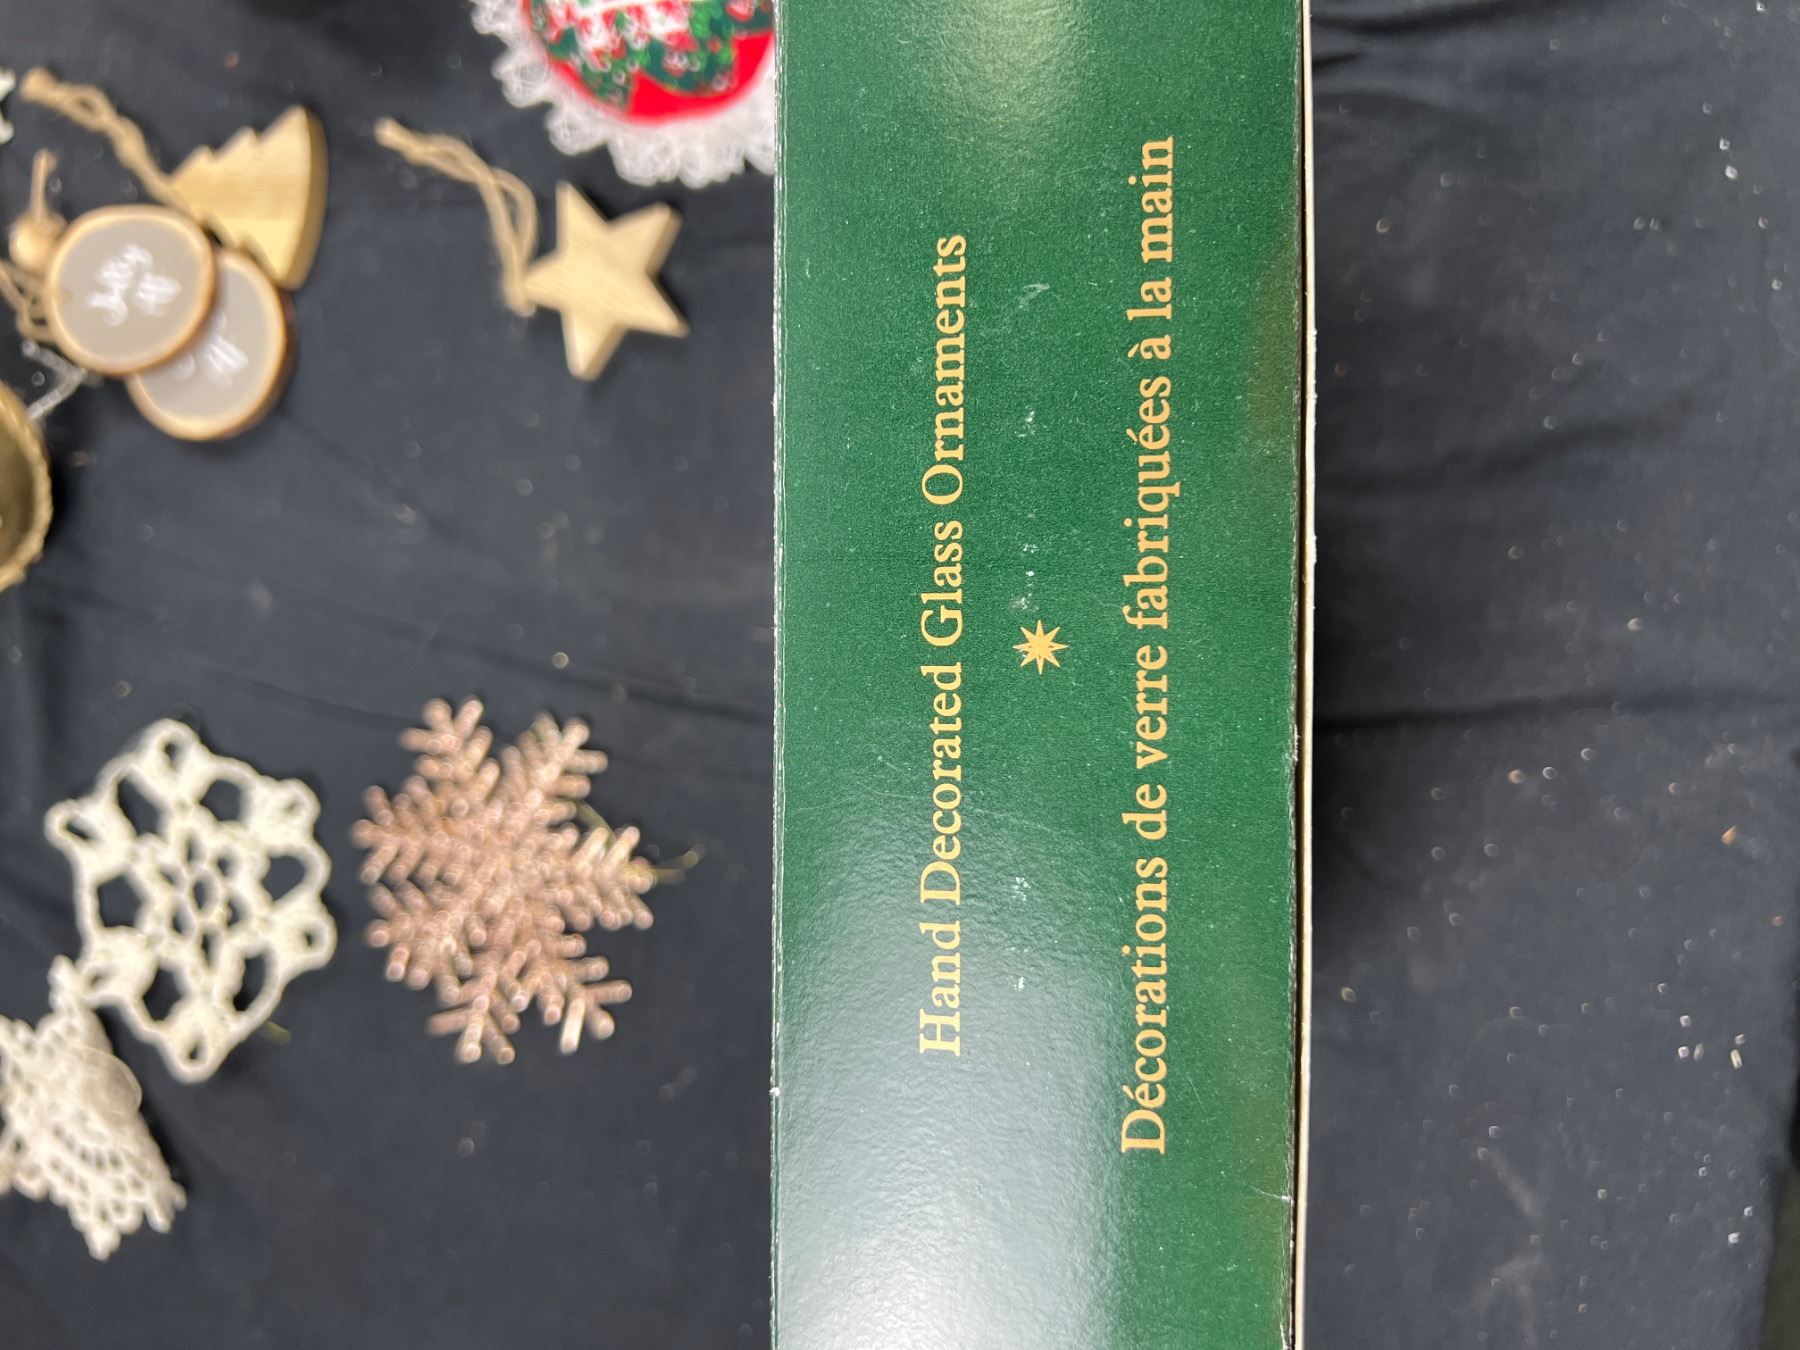 Hand Decorated Glass Ornaments
Décorations de verre fabriquées à la main